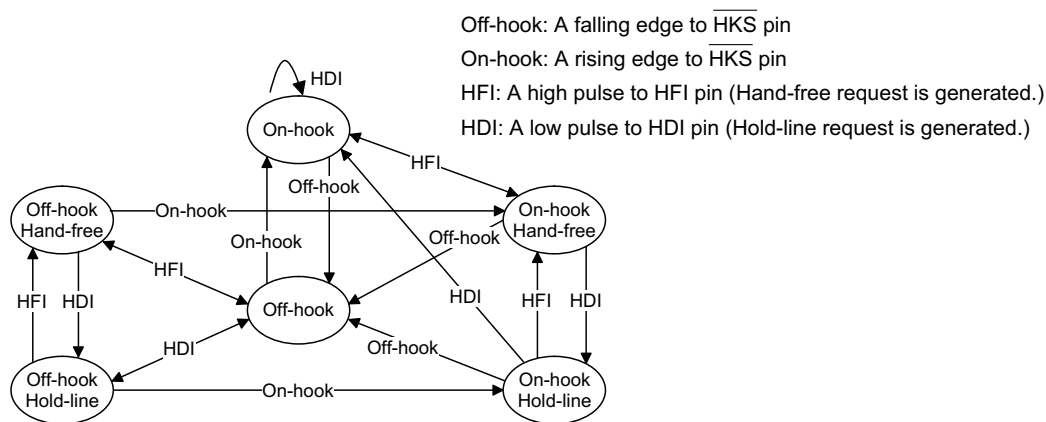 Off-hook: A falling edge to HKS pin
On-hook: A rising edge to HKS pin
HFI: A high pulse to HFI pin (Hand-free request is generated.)
HDI: A low pulse to HDI pin (Hold-line request is generated.)
HDI
On-hook
HFI
Off-hook
Off-hook
Hand-free
On-hook
On-hook
Hand-free
On-hook
Off-hook
HFI
HFI
HDI
HDI
HFI
HDI
Off-hook
HDI
Off-hook
Off-hook
Hold-line
On-hook
On-hook
Hold-line